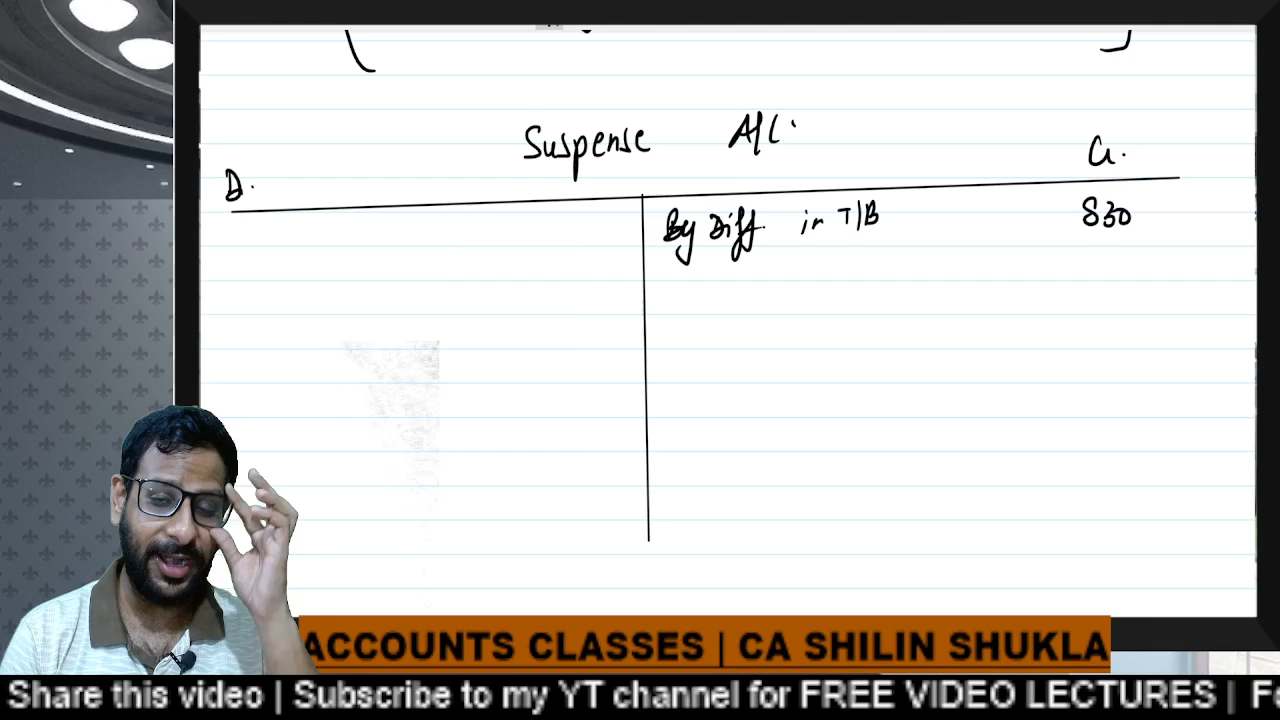 Suspense A/C.
D. Cr.
By Diff. in T/B 830
ACCOUNTS CLASSES | CA SHILIN SHUKLA
Share this video | Subscribe to my YT channel for FREE VIDEO LECTURES | Fo